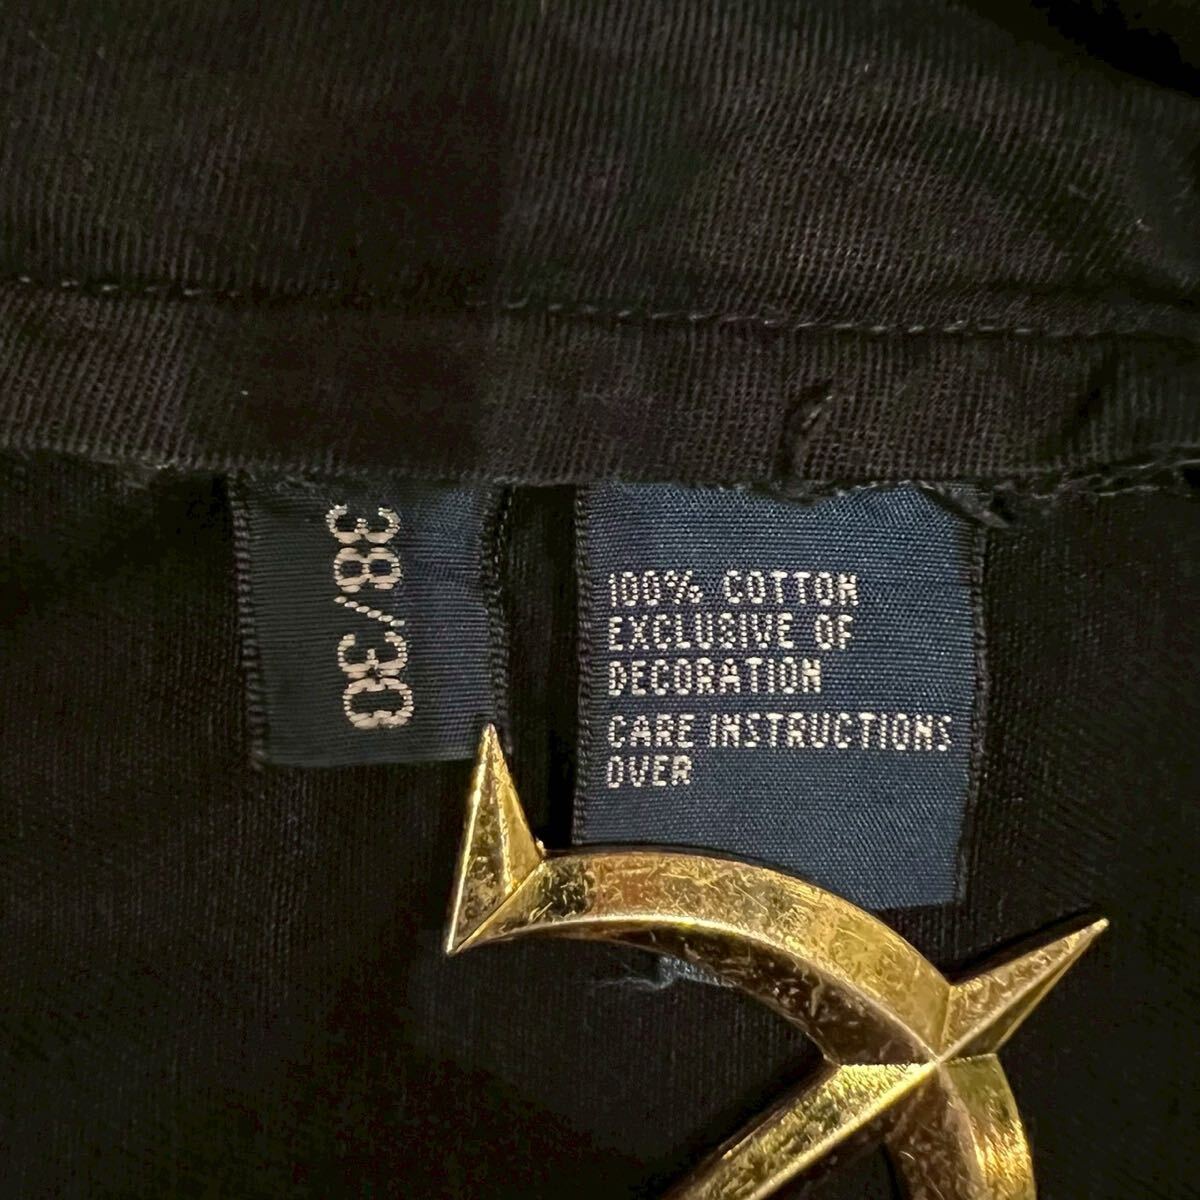 38/30
100% COTTON
EXCLUSIVE OF
DECORATION
CARE INSTRUCTIONS
OVER